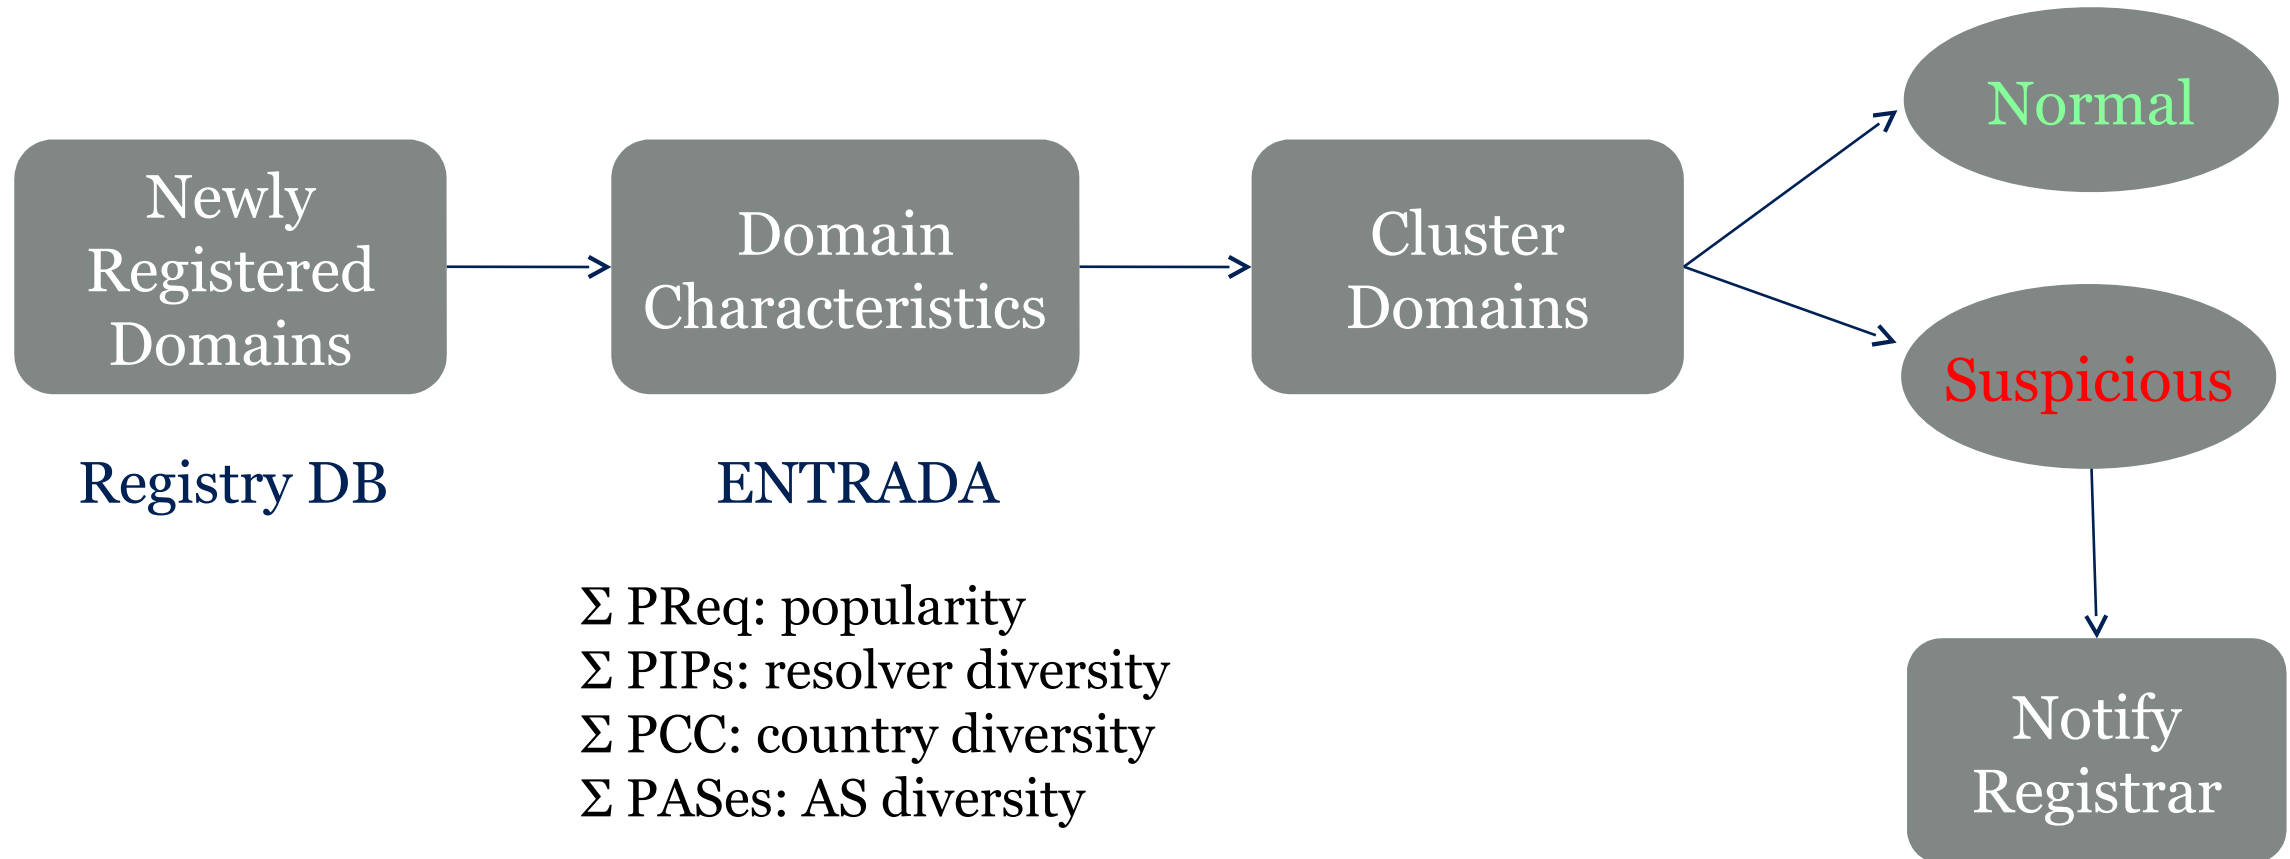 Newly
Registered
Domains
Domain
Characteristics
Cluster
Domains
Normal
Suspicious
Registry DB
ENTRADA
Σ PReq: popularity
Σ PIPs: resolver diversity
Σ PCC: country diversity
Σ PASes: AS diversity
Notify
Registrar